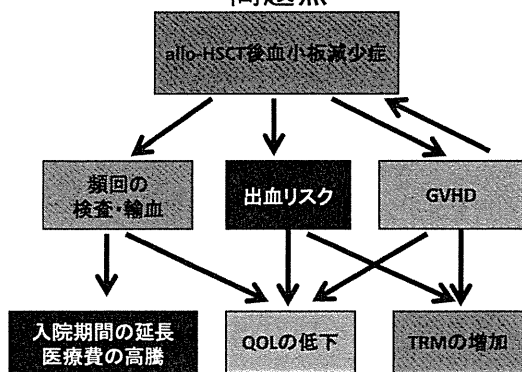 問題点
allo-HSCT後血小板減少症
頻回の
検査・輸血
出血リスク
GVHD
入院期間の延長
医療費の高騰
QOLの低下
TRMの増加